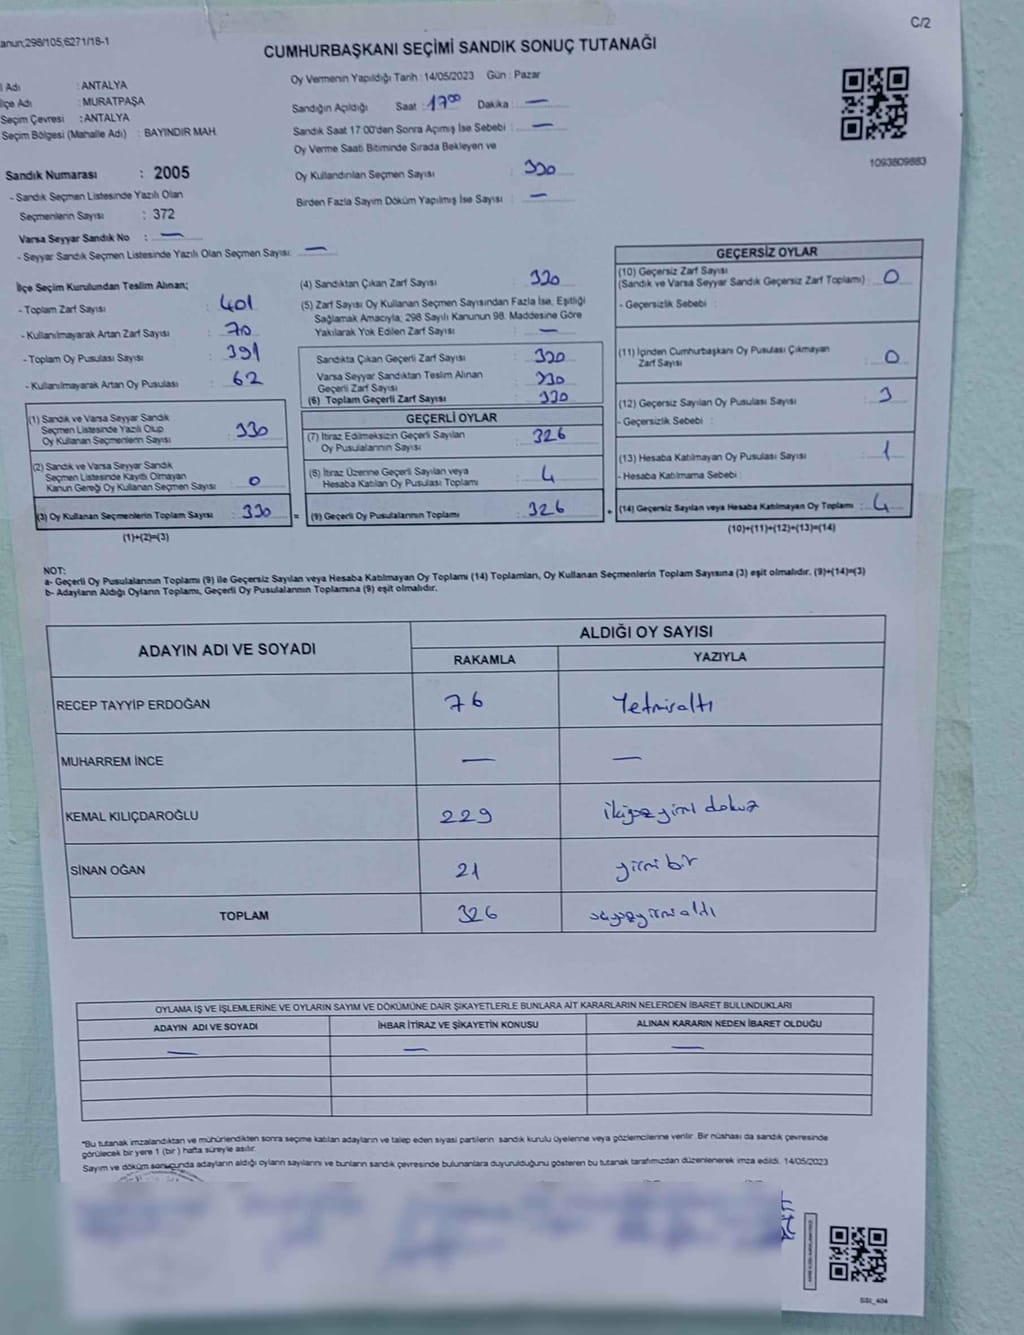 C/2
anun;298/105;6271/18-1
CUMHURBAŞKANI SEÇİMİ SANDIK SONUÇ TUTANAĞI
l Adı : ANTALYA
lçe Adı : MURATPAŞA
Seçim Çevresi : ANTALYA
Seçim Bölgesi (Mahalle Adı) : BAYINDIR MAH.
Sandık Numarası : 2005
- Sandık Seçmen Listesinde Yazılı Olan
Seçmenlerin Sayısı : 372
Varsa Seyyar Sandık No : —
- Seyyar Sandık Seçmen Listesinde Yazılı Olan Seçmen Sayısı: —
Oy Vermenin Yapıldığı Tarih : 14/05/2023 Gün : Pazar
Sandığın Açıldığı Saat : 17 00 Dakika : —
Sandık Saat 17:00'den Sonra Açımış İse Sebebi : —
Oy Verme Saati Bitiminde Sırada Bekleyen ve
Oy Kullandırılan Seçmen Sayısı : 330
Birden Fazla Sayım Döküm Yapılmış İse Sayısı : —
1093809883
İlçe Seçim Kurulundan Teslim Alınan;
- Toplam Zarf Sayısı : 401
- Kullanılmayarak Artan Zarf Sayısı : 70
- Toplam Oy Pusulası Sayısı : 391
- Kullanılmayarak Artan Oy Pusulası : 62
(1) Sandık ve Varsa Seyyar Sandık
Seçmen Listesinde Yazılı Olup
Oy Kullanan Seçmenlerin Sayısı : 330
(2) Sandık ve Varsa Seyyar Sandık
Seçmen Listesinde Kayıtlı Olmayan
Kanun Gereği Oy Kullanan Seçmen Sayısı : 0
(3) Oy Kullanan Seçmenlerin Toplam Sayısı : 330
(1)+(2)=(3)
(4) Sandıktan Çıkan Zarf Sayısı : 330
(5) Zarf Sayısı Oy Kullanan Seçmen Sayısından Fazla İse, Eşitliği
Sağlamak Amacıyla; 298 Sayılı Kanunun 98. Maddesine Göre
Yakılarak Yok Edilen Zarf Sayısı : —
Sandıkta Çıkan Geçerli Zarf Sayısı : 330
Varsa Seyyar Sandıktan Teslim Alınan
Geçerli Zarf Sayısı : 330
(6) Toplam Geçerli Zarf Sayısı : 330
GEÇERLİ OYLAR
(7) İtiraz Edilmeksizin Geçerli Sayılan
Oy Pusulalarının Sayısı : 326
(8) İtiraz Üzerine Geçerli Sayılan veya
Hesaba Katılan Oy Pusulası Toplamı : 4
= (9) Geçerli Oy Pusulalarının Toplamı : 326 +
GEÇERSİZ OYLAR
(10) Geçersiz Zarf Sayısı
(Sandık ve Varsa Seyyar Sandık Geçersiz Zarf Toplamı) : 0
- Geçersizlik Sebebi :
(11) İçinden Cumhurbaşkanı Oy Pusulası Çıkmayan
Zarf Sayısı : 0
(12) Geçersiz Sayılan Oy Pusulası Sayısı : 3
- Geçersizlik Sebebi :
(13) Hesaba Katılmayan Oy Pusulası Sayısı : 1
- Hesaba Katılmama Sebebi :
(14) Geçersiz Sayılan veya Hesaba Katılmayan Oy Toplamı : 4
(10)+(11)+(12)+(13)=(14)
NOT:
a- Geçerli Oy Pusulalarının Toplamı (9) ile Geçersiz Sayılan veya Hesaba Katılmayan Oy Toplamı (14) Toplamları, Oy Kullanan Seçmenlerin Toplam Sayısına (3) eşit olmalıdır. (9)+(14)=(3)
b- Adayların Aldığı Oyların Toplamı, Geçerli Oy Pusulalarının Toplamına (9) eşit olmalıdır.
ADAYIN ADI VE SOYADI
ALDIĞI OY SAYISI
RAKAMLA YAZIYLA
RECEP TAYYİP ERDOĞAN 76 Yetmişaltı
MUHARREM İNCE — —
KEMAL KILIÇDAROĞLU 229 ikiyüzyirmi dokuz
SİNAN OĞAN 21 yirmi bir
TOPLAM 326 üçyüzyirmi altı
OYLAMA İŞ VE İŞLEMLERİNE VE OYLARIN SAYIM VE DÖKÜMÜNE DAİR ŞİKAYETLERLE BUNLARA AİT KARARLARIN NELERDEN İBARET BULUNDUKLARI
ADAYIN ADI VE SOYADI İHBAR İTİRAZ VE ŞİKAYETİN KONUSU ALINAN KARARIN NEDEN İBARET OLDUĞU
— — —
"Bu tutanak imzalandıktan ve mühürlendikten sonra seçime katılan adayların ve talep eden siyasi partilerin sandık kurulu üyelerine veya gözlemcilerine verilir. Bir nüshası da sandık çevresinde
görülecek bir yere 1 (bir) hafta süreyle asılır.
Sayım ve döküm sonucunda adayların aldığı oyların sayılarını ve bunların sandık çevresinde bulunanlara duyurulduğunu gösteren bu tutanak tarafımızdan düzenlenerek imza edildi. 14/05/2023
SSI_404